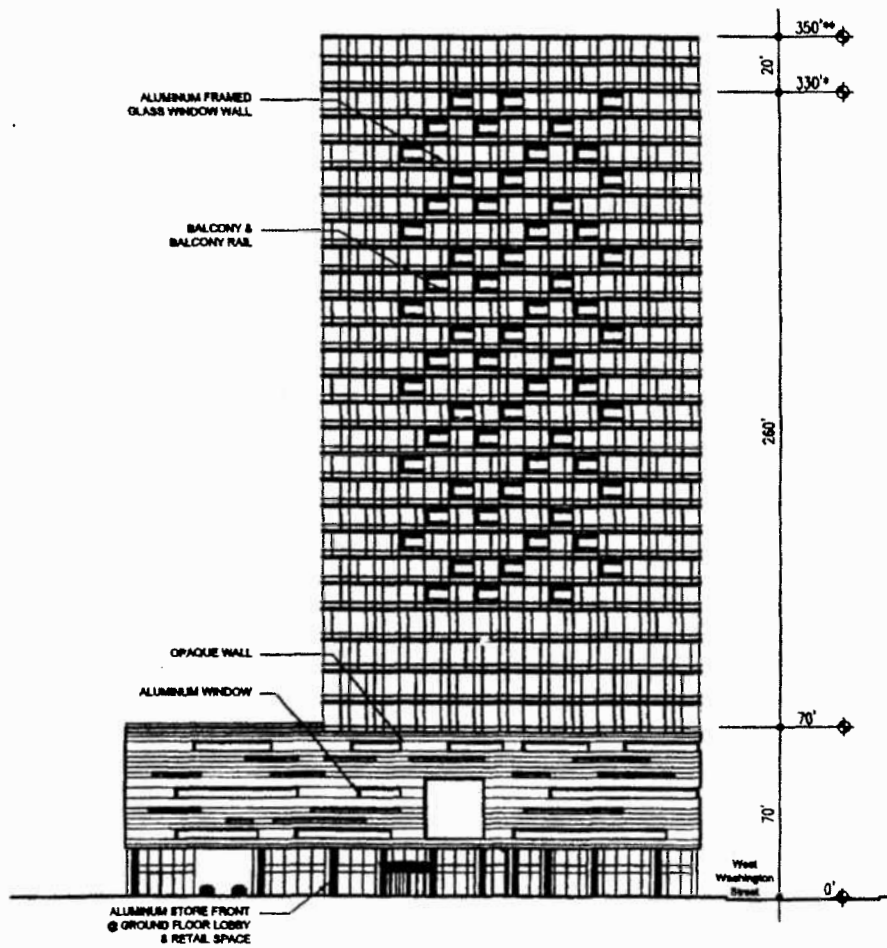 350'**
20'
330'*
ALUMINUM FRAMED
GLASS WINDOW WALL
BALCONY &
BALCONY RAIL
260'
OPAQUE WALL
ALUMINUM WINDOW
70'
70'
West
Washington
Street
0'
ALUMINUM STORE FRONT
@ GROUND FLOOR LOBBY
& RETAIL SPACE